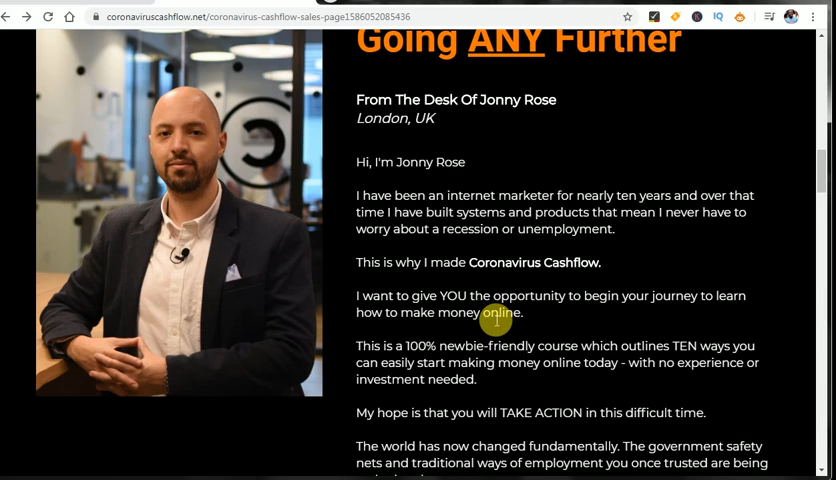 coronaviruscashflow.net/coronavirus-cashflow-sales-page1586052085436
IQ
Going ANY Further
From The Desk Of Jonny Rose
London, UK
Hi, I'm Jonny Rose
I have been an internet marketer for nearly ten years and over that
time I have built systems and products that mean I never have to
worry about a recession or unemployment.
This is why I made Coronavirus Cashflow.
I want to give YOU the opportunity to begin your journey to learn
how to make money online.
This is a 100% newbie-friendly course which outlines TEN ways you
can easily start making money online today - with no experience or
investment needed.
My hope is that you will TAKE ACTION in this difficult time.
The world has now changed fundamentally. The government safety
nets and traditional ways of employment you once trusted are being